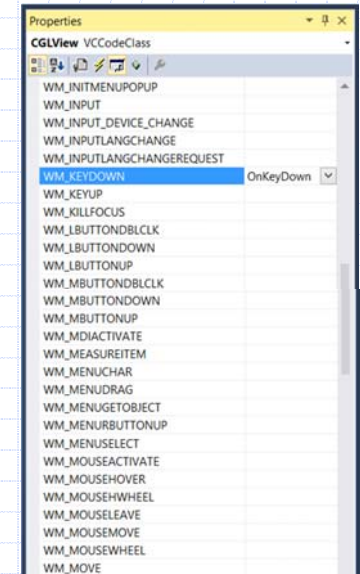 Properties
CGLView VCCodeClass
WM_INITMENUPOPUP
WM_INPUT
WM_INPUT_DEVICE_CHANGE
WM_INPUTLANGCHANGE
WM_INPUTLANGCHANGEREQUEST
WM_KEYDOWN OnKeyDown
WM_KEYUP
WM_KILLFOCUS
WM_LBUTTONDBLCLK
WM_LBUTTONDOWN
WM_LBUTTONUP
WM_MBUTTONDBLCLK
WM_MBUTTONDOWN
WM_MBUTTONUP
WM_MDIACTIVATE
WM_MEASUREITEM
WM_MENUCHAR
WM_MENUDRAG
WM_MENUGETOBJECT
WM_MENURBUTTONUP
WM_MENUSELECT
WM_MOUSEACTIVATE
WM_MOUSEHOVER
WM_MOUSEHWHEEL
WM_MOUSELEAVE
WM_MOUSEMOVE
WM_MOUSEWHEEL
WM_MOVE